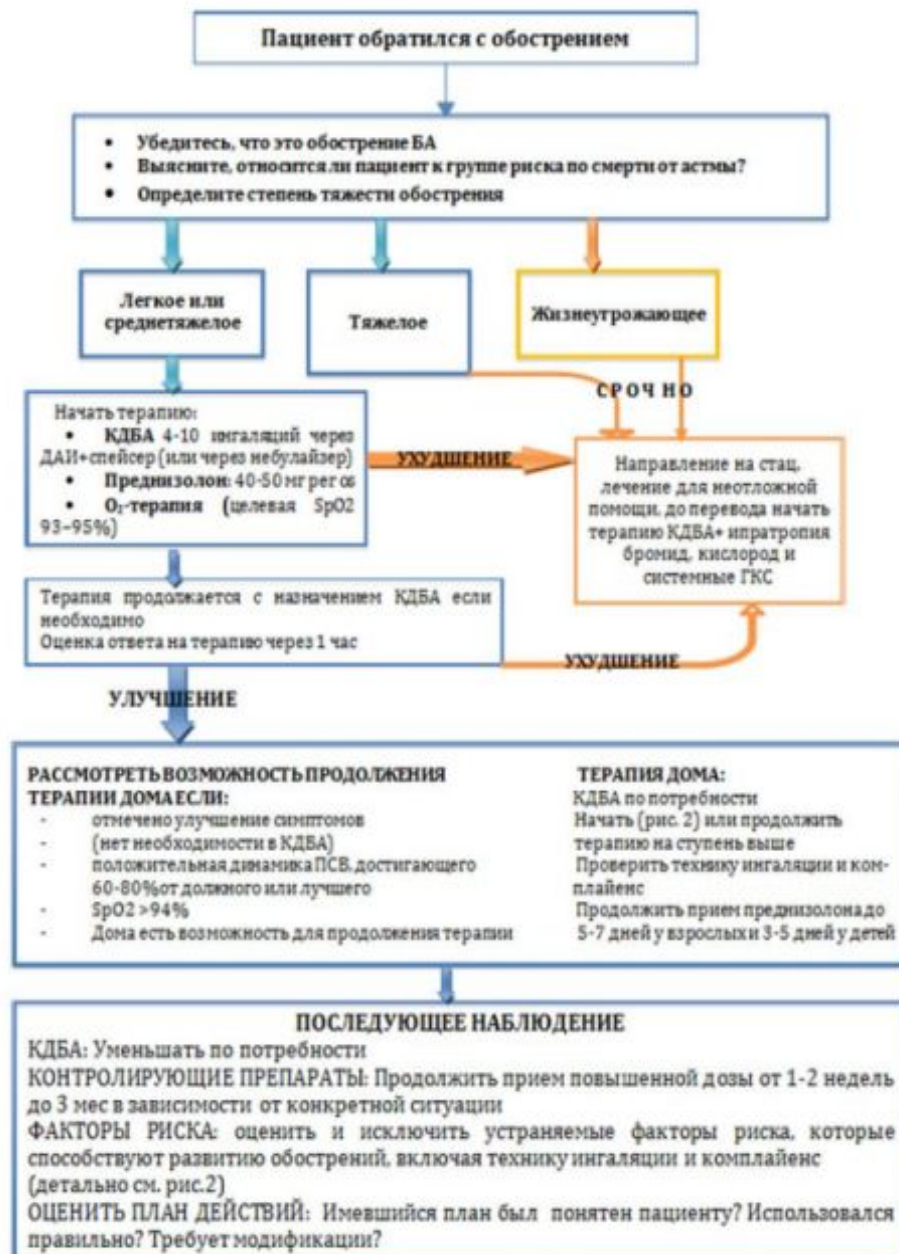 Пациент обратился с обострением
• Убедитесь, что это обострение БА
• Выясните, относится ли пациент к группе риска по смерти от астмы?
• Определите степень тяжести обострения
Легкое или
среднетяжелое
Тяжелое
Жизнеугрожающее
СРОЧНО
Начать терапию:
• КДБА 4-10 ингаляций через
ДАИ+спейсер (или через небулайзер)
• Преднизолон: 40-50 мг per os
• О₂-терапия (целевая SpO2
93–95%)
УХУДШЕНИЕ
Направление на стац.
лечение для неотложной
помощи, до перевода начать
терапию КДБА+ ипратропия
бромид, кислород и
системные ГКС
Терапия продолжается с назначением КДБА если
необходимо
Оценка ответа на терапию через 1 час
УХУДШЕНИЕ
УЛУЧШЕНИЕ
РАССМОТРЕТЬ ВОЗМОЖНОСТЬ ПРОДОЛЖЕНИЯ
ТЕРАПИИ ДОМА ЕСЛИ:
- отмечено улучшение симптомов
- (нет необходимости в КДБА)
- положительная динамика ПСВ, достигающего
60-80% от должного или лучшего
- SpO2 >94%
- Дома есть возможность для продолжения терапии
ТЕРАПИЯ ДОМА:
КДБА по потребности
Начать (рис. 2) или продолжить
терапию на ступень выше
Проверить технику ингаляции и ком-
плайенс
Продолжить прием преднизолона до
5-7 дней у взрослых и 3-5 дней у детей
ПОСЛЕДУЮЩЕЕ НАБЛЮДЕНИЕ
КДБА: Уменьшать по потребности
КОНТРОЛИРУЮЩИЕ ПРЕПАРАТЫ: Продолжить прием повышенной дозы от 1-2 недель
до 3 мес в зависимости от конкретной ситуации
ФАКТОРЫ РИСКА: оценить и исключить устраняемые факторы риска, которые
способствуют развитию обострений, включая технику ингаляции и комплайенс
(детально см. рис.2)
ОЦЕНИТЬ ПЛАН ДЕЙСТВИЙ: Имевшийся план был понятен пациенту? Использовался
правильно? Требует модификации?